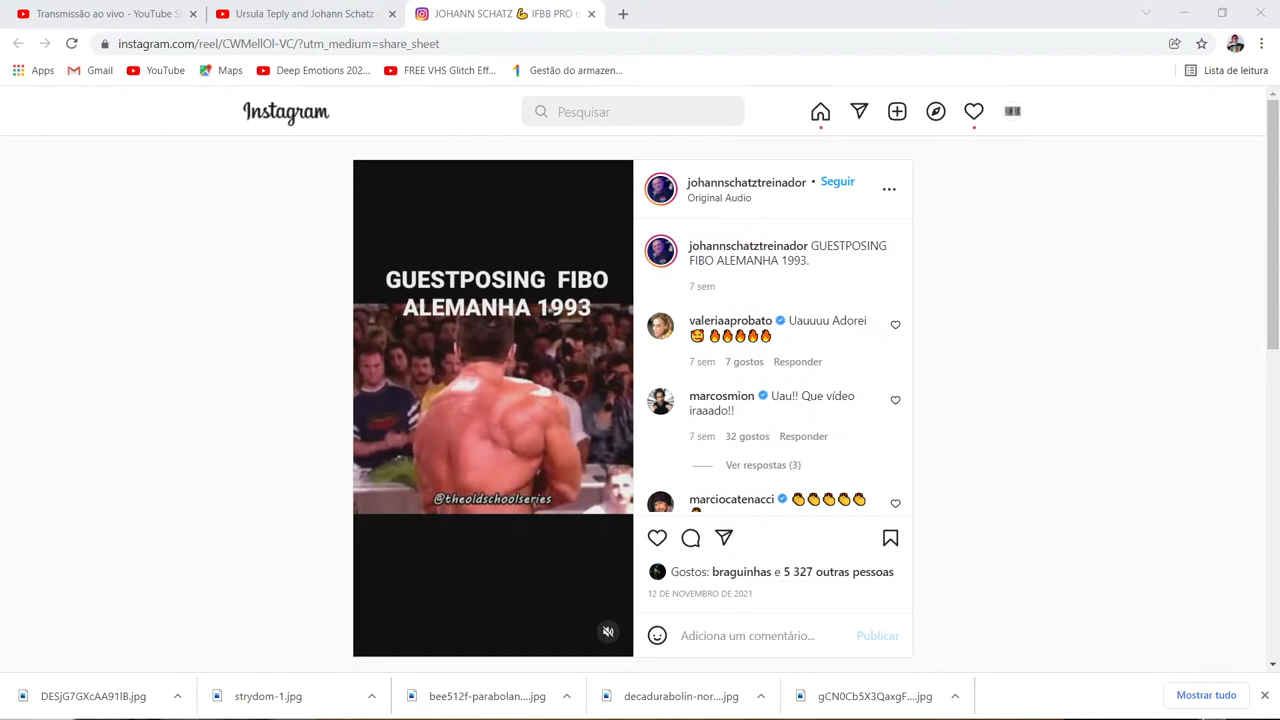 Transmissão ao vivo - YouTube S
Ursula Teply and Johann Schatz -
JOHANN SCHATZ 💪 IFBB PRO n
instagram.com/reel/CWMellOI-VC/?utm_medium=share_sheet
Apps
Gmail
YouTube
Maps
Deep Emotions 202...
FREE VHS Glitch Eff...
Gestão do armazen...
Lista de leitura
Instagram
Pesquisar
GUESTPOSING FIBO
ALEMANHA 1993
@theoldschoolseries
johannschatztreinador • Seguir
Original Audio
johannschatztreinador GUESTPOSING
FIBO ALEMANHA 1993.
7 sem
valeriaaprobato Uauuuu Adorei
🥰 🔥🔥🔥🔥🔥
7 sem 7 gostos Responder
marcosmion Uau!! Que vídeo
iraaado!!
7 sem 32 gostos Responder
Ver respostas (3)
marciocatenacci 👏👏👏👏👏
Gostos: braguinhas e 5 327 outras pessoas
12 DE NOVEMBRO DE 2021
Adiciona um comentário... Publicar
DESjG7GXcAA91lB.jpg
strydom-1.jpg
bee512f-parabolan....jpg
decadurabolin-nor....jpg
gCN0Cb5X3QaxgF....jpg
Mostrar tudo